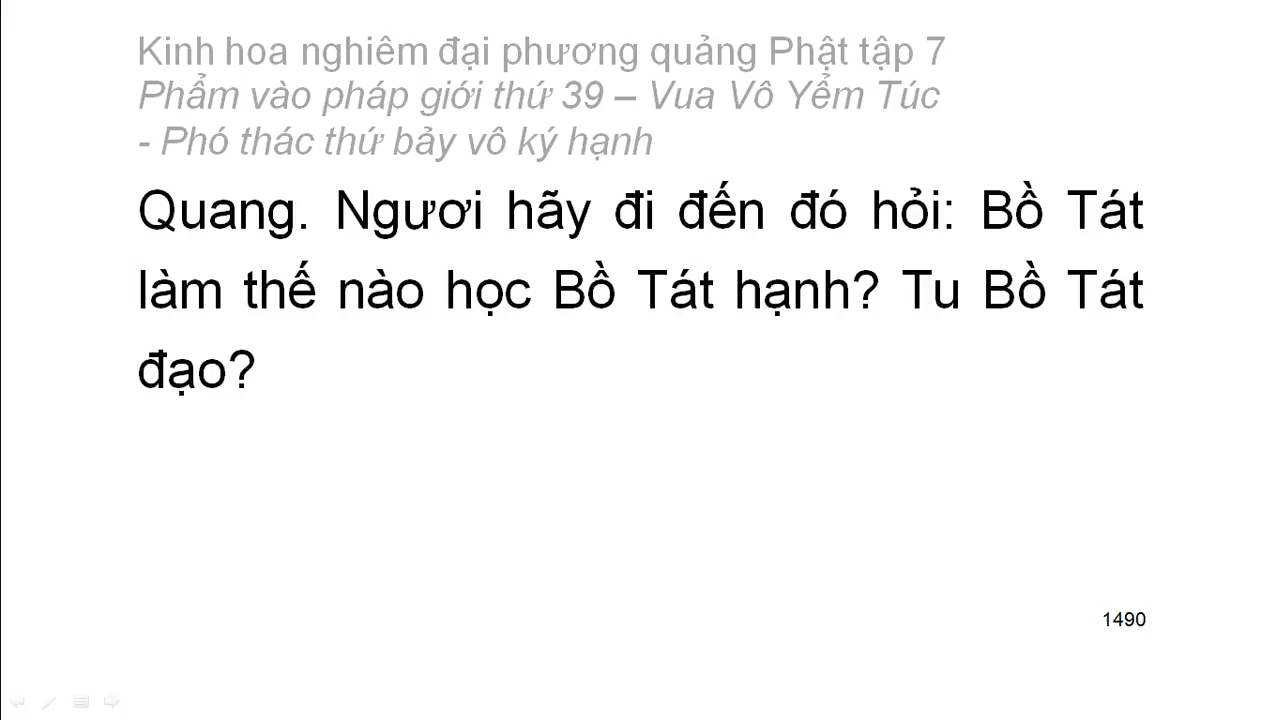 Kinh hoa nghiêm đại phương quảng Phật tập 7
Phẩm vào pháp giới thứ 39 – Vua Vô Yểm Túc
- Phó thác thứ bảy vô ký hạnh
Quang. Ngươi hãy đi đến đó hỏi: Bồ Tát
làm thế nào học Bồ Tát hạnh? Tu Bồ Tát
đạo?
1490